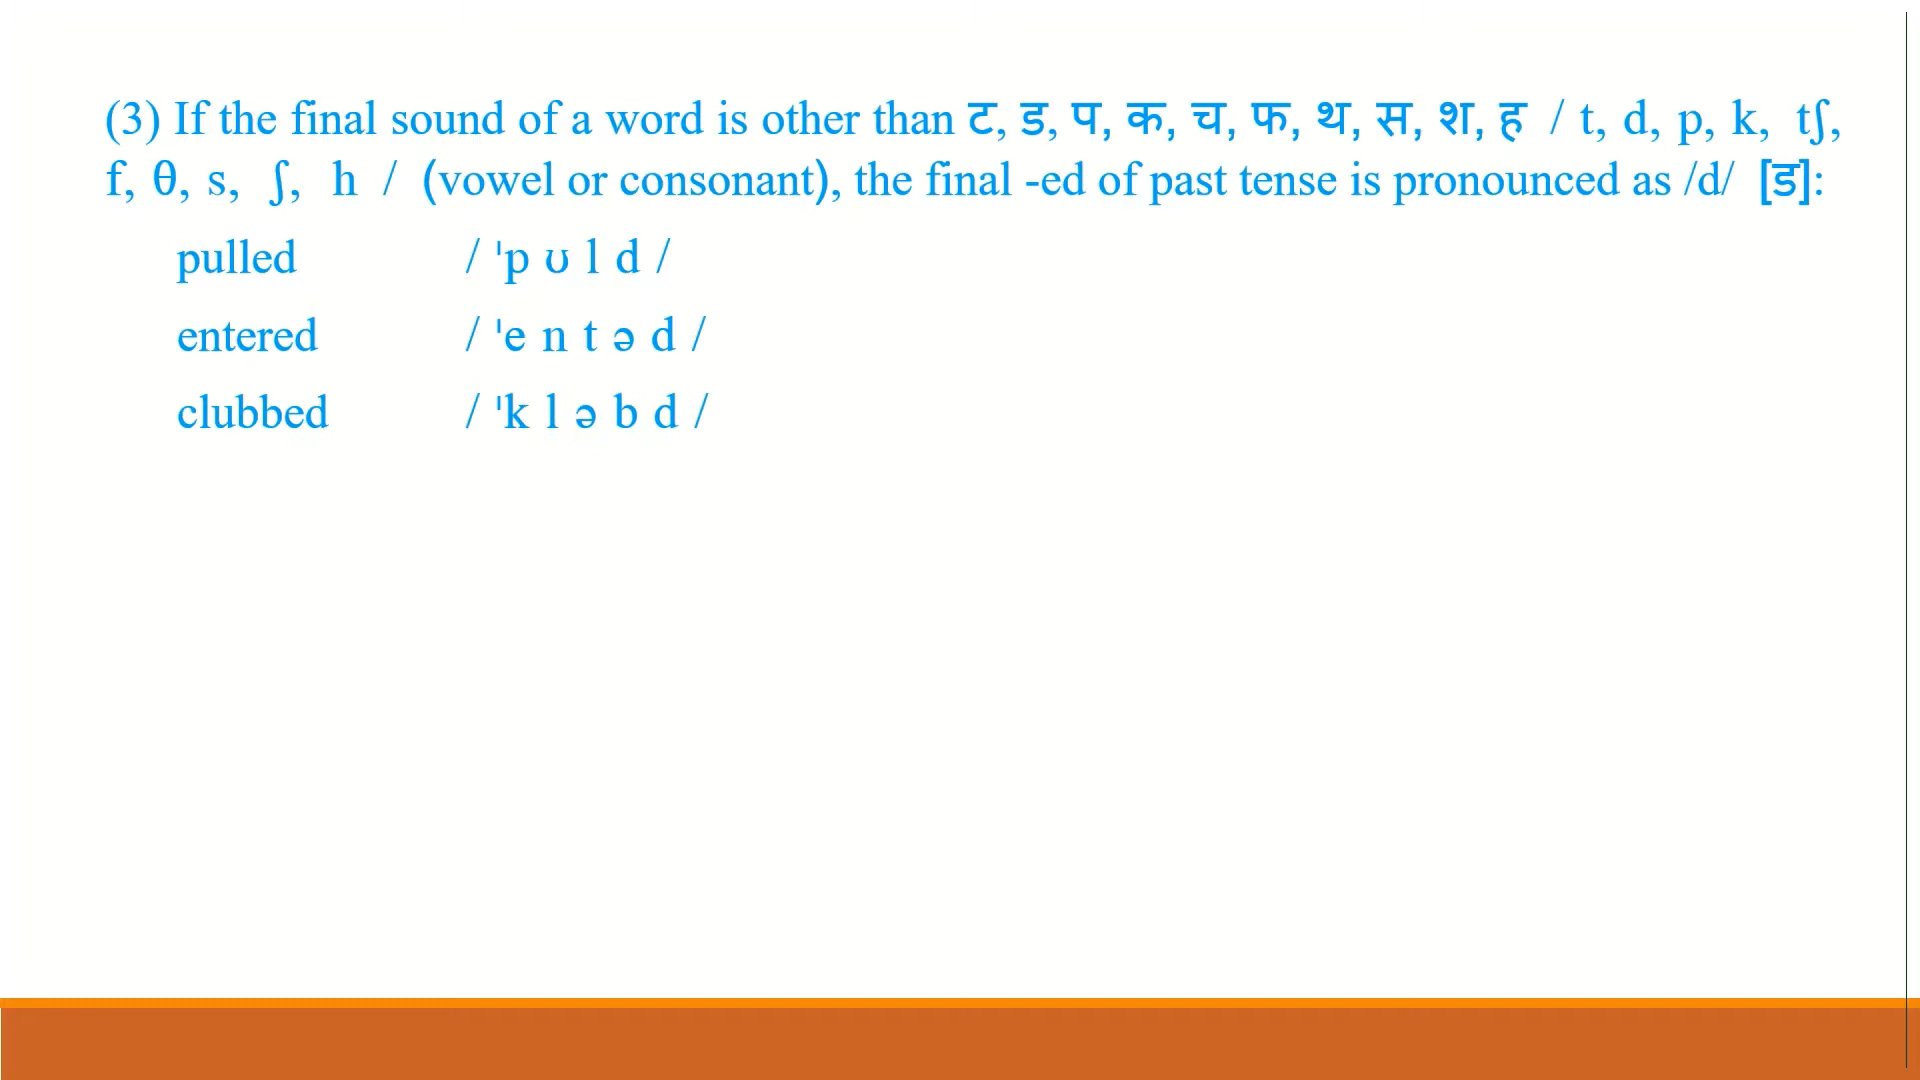 (3) If the final sound of a word is other than ट, ड, प, क, च, फ, थ, स, श, ह / t, d, p, k, tʃ,
f, θ, s, ʃ, h / (vowel or consonant), the final -ed of past tense is pronounced as /d/ [ड]:
pulled / ˈp ʊ l d /
entered / ˈe n t ə d /
clubbed / ˈk l ə b d /